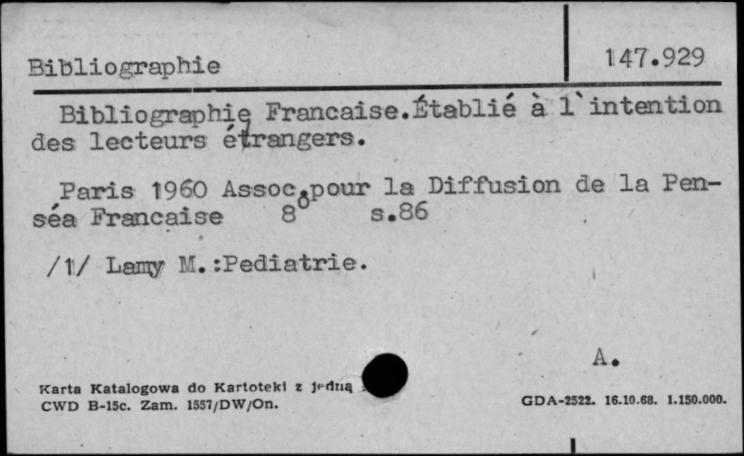 Bibliographie 147.929
Bibliographie Francaise.Établié à l`intention
des lecteurs étrangers.
Paris 1960 Assoc.pour la Diffusion de la Pen-
séa Francaise 8° s.86
/1/ Lamy M.:Pediatrie.
A.
Karta Katalogowa do Kartoteki z jedną
CWD B-15c. Zam. 1557/DW/On. GDA-2522. 16.10.68. 1.150.000.